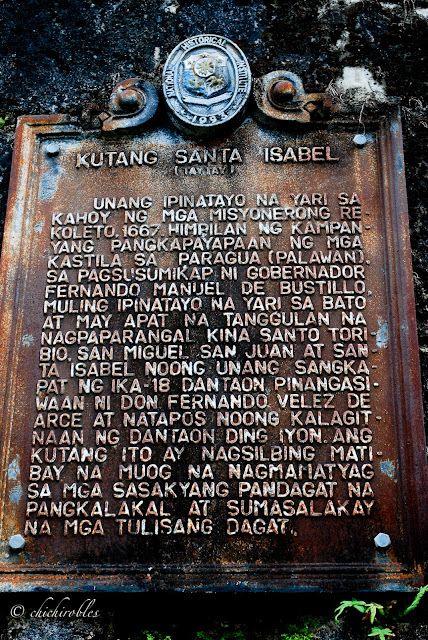 NATIONAL HISTORICAL INSTITUTE
KUTANG SANTA ISABEL
(TAYTAY)
UNANG IPINATAYO NA YARI SA
KAHOY NG MGA MISYONERONG RE-
KOLETO, 1667. HIMPILAN NG KAMPAN-
YANG PANGKAPAYAPAAN NG MGA
KASTILA SA PARAGUA (PALAWAN).
SA PAGSUSUMIKAP NI GOBERNADOR
FERNANDO MANUEL DE BUSTILLO,
MULING IPINATAYO NA YARI SA BATO
AT MAY APAT NA TANGGULAN NA
NAGPAPARANGAL KINA SANTO TORI-
BIO, SAN MIGUEL, SAN JUAN AT SAN-
TA ISABEL NOONG UNANG SANGKA-
PAT NG IKA-18 DANTAON, PINANGASI-
WAAN NI DON FERNANDO VELEZ DE
ARCE AT NATAPOS NOONG KALAGIT-
NAAN NG DANTAON DING IYON. ANG
KUTANG ITO AY NAGSILBING MATI-
BAY NA MUOG NA NAGMAMATYAG
SA MGA SASAKYANG PANDAGAT NA
PANGKALAKAL AT SUMASALAKAY
NA MGA TULISANG DAGAT.
© chichirobles